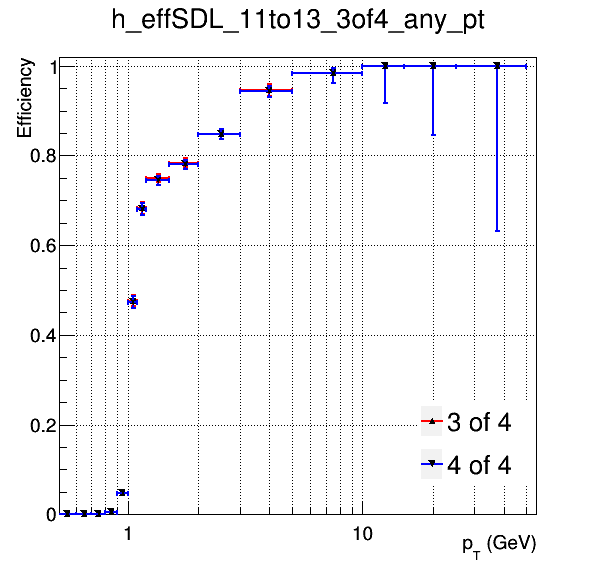 h_effSDL_11to13_3of4_any_pt
Efficiency
1
0.8
0.6
0.4
0.2
0
3 of 4
4 of 4
1
10
p_T (GeV)